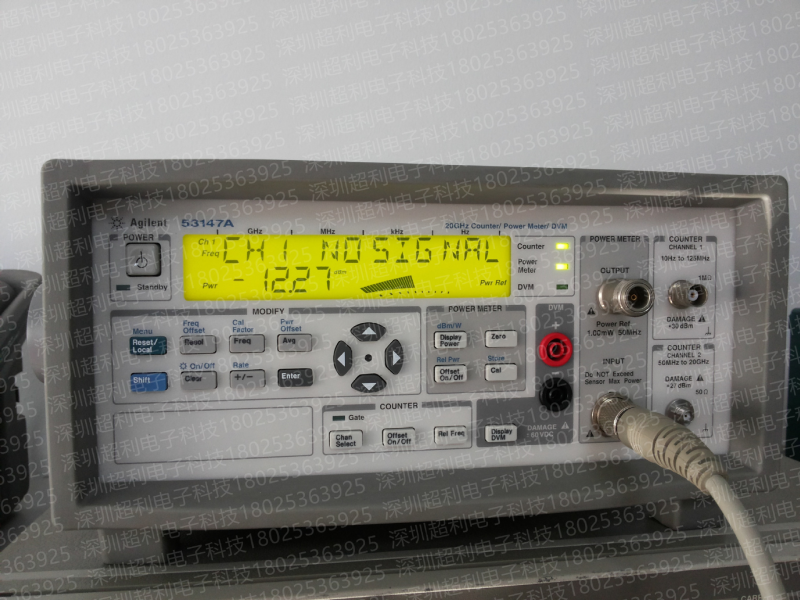 Agilent 53147A
20GHz Counter/ Power Meter/ DVM
POWER
Standby
GHz MHz kHz Hz
Ch 1
Freq
CH1 NO SIGNAL
Pwr
-12.27 dBm
Pwr Ref
Counter
Power Meter
DVM
MODIFY
Menu
Reset/ Local
Freq Offset
Recall
Cal Factor
Freq
Pwr Offset
Avg
Shift
On/Off
Clear
Rate
+/−
Enter
POWER METER
dBm/W
Display Power
Zero
Rel Pwr
Offset On/Off
Store
Cal
COUNTER
Gate
Chan Select
Offset On/Off
Rel Freq
Display DVM
DVM
+
DAMAGE
60 VDC
POWER METER
OUTPUT
Power Ref
1.00mW 50MHz
INPUT
Do NOT Exceed
Sensor Max Power
COUNTER
CHANNEL 1
10Hz to 125MHz
1MΩ
DAMAGE
+30 dBm
COUNTER
CHANNEL 2
50MHz to 20GHz
DAMAGE
+27 dBm
50Ω
深圳超利电子科技18025363925